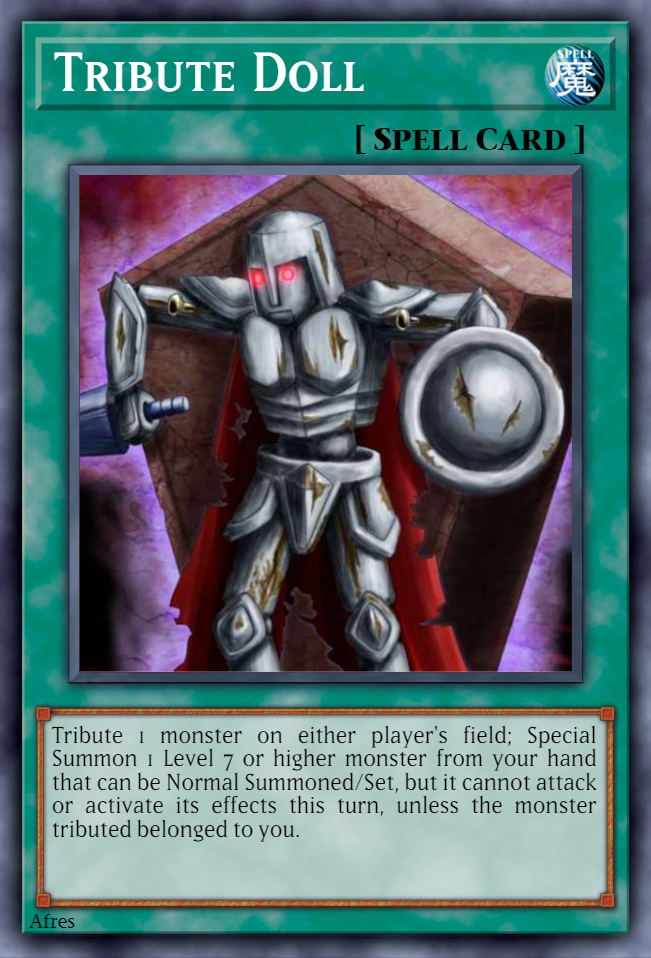 Tribute Doll
SPELL
魔
[ Spell Card ]
Tribute 1 monster on either player's field; Special
Summon 1 Level 7 or higher monster from your hand
that can be Normal Summoned/Set, but it cannot attack
or activate its effects this turn, unless the monster
tributed belonged to you.
Afres